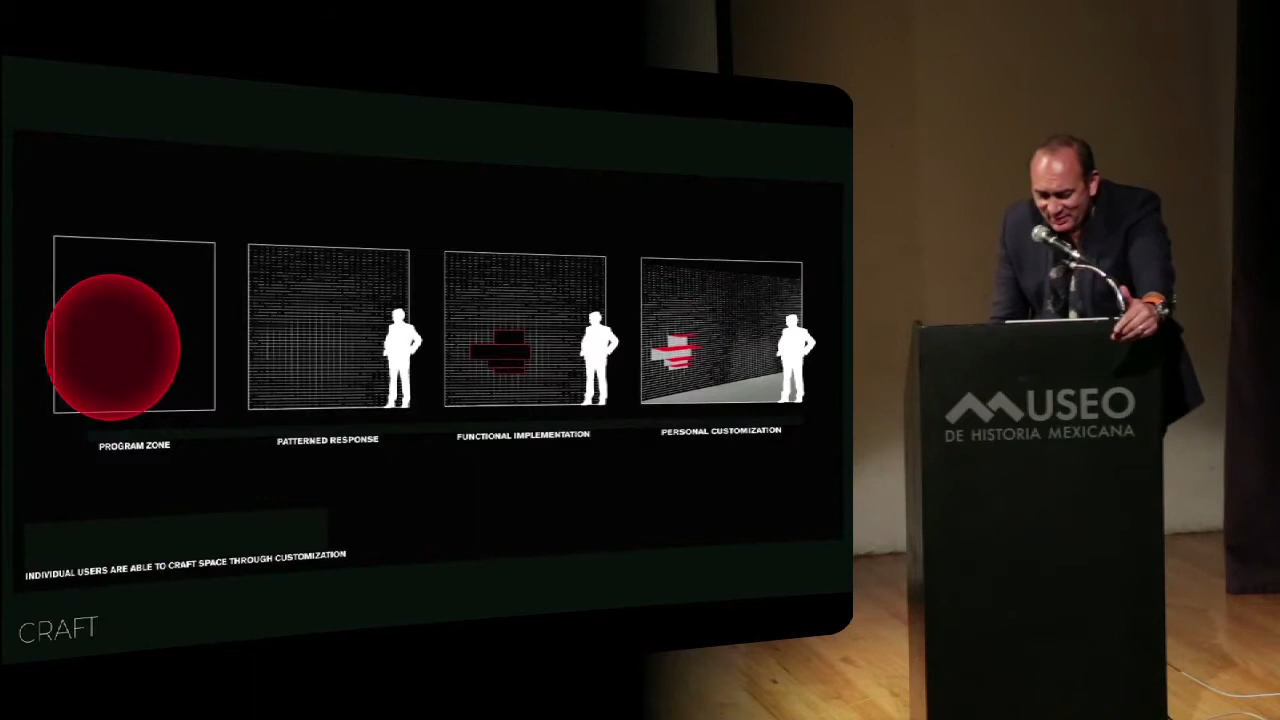 PROGRAM ZONE
PATTERNED RESPONSE
FUNCTIONAL IMPLEMENTATION
PERSONAL CUSTOMIZATION
INDIVIDUAL USERS ARE ABLE TO CRAFT SPACE THROUGH CUSTOMIZATION
CRAFT
MUSEO
DE HISTORIA MEXICANA